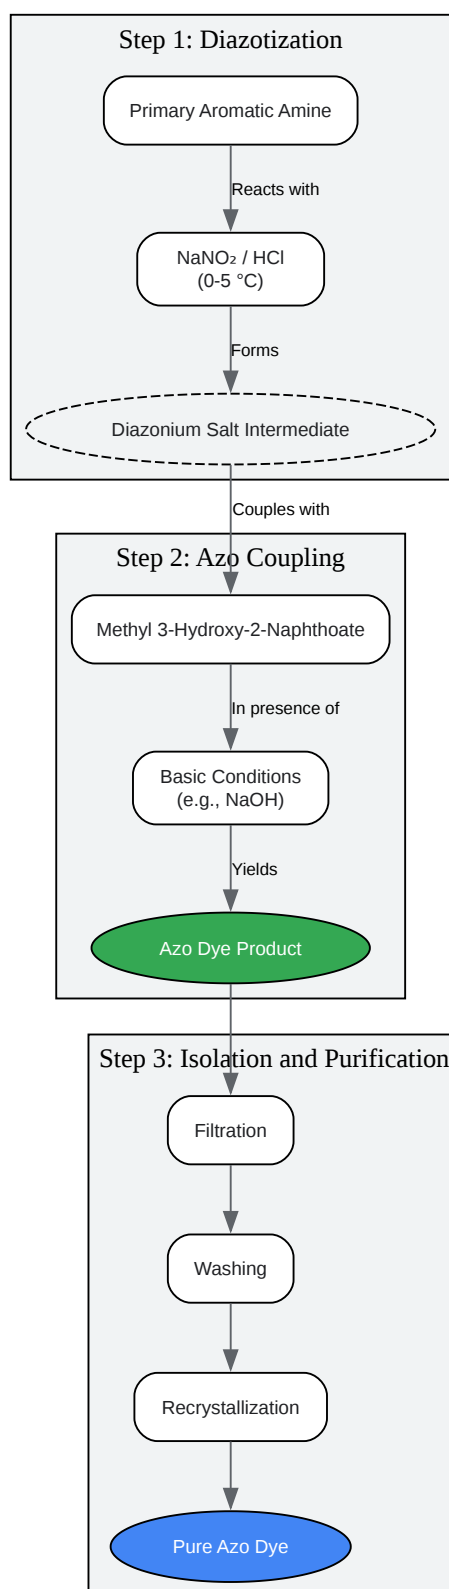 Step 1: Diazotization
Primary Aromatic Amine
Reacts with
NaNO₂ / HCl
(0-5 °C)
Forms
Diazonium Salt Intermediate
Couples with
Step 2: Azo Coupling
Methyl 3-Hydroxy-2-Naphthoate
In presence of
Basic Conditions
(e.g., NaOH)
Yields
Azo Dye Product
Step 3: Isolation and Purification
Filtration
Washing
Recrystallization
Pure Azo Dye